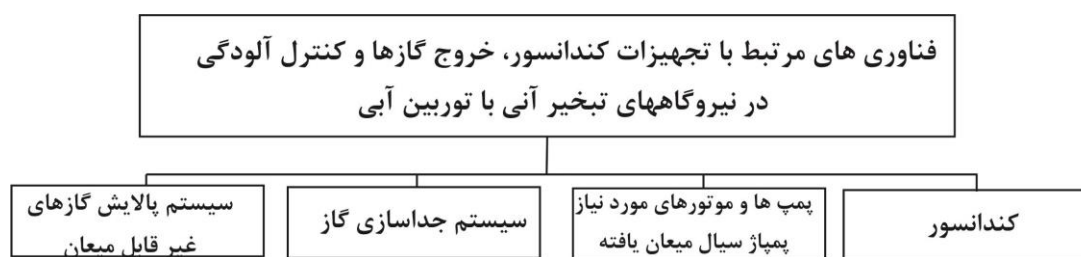 فناوری های مرتبط با تجهیزات کندانسور، خروج گازها و کنترل آلودگی
در نیروگاههای تبخیر آنی با توربین آبی
کندانسور
پمپ ها و موتورهای مورد نیاز
پمپاژ سیال میعان یافته
سیستم جداسازی گاز
سیستم پالایش گازهای
غیر قابل میعان